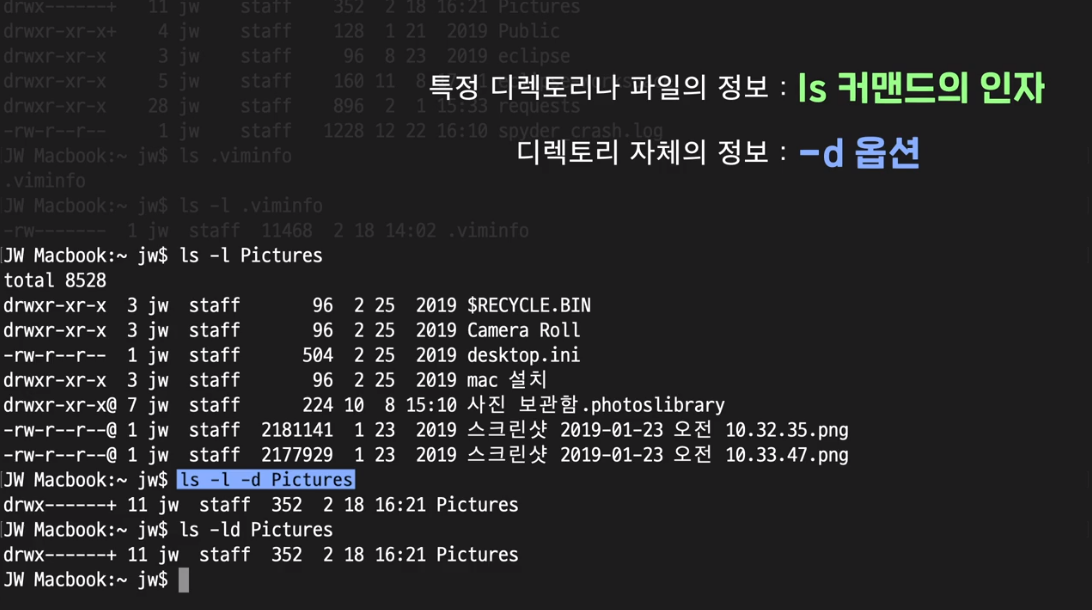 drwx------+  11 jw    staff     352  2 18 16:21 Pictures
drwxr-xr-x+   4 jw    staff     128  1 21  2019 Public
drwxr-xr-x    3 jw    staff      96  8 23  2019 eclipse
drwxr-xr-x    5 jw    staff     160 11  8
특정 디렉토리나 파일의 정보 : ls 커맨드의 인자
drwxr-xr-x   28 jw    staff     896  2  1 15:33 requests
-rw-r--r--    1 jw    staff    1228 12 22 16:10 spyder_crash.log
디렉토리 자체의 정보 : -d 옵션
JW Macbook:~ jw$ ls .viminfo
.viminfo
JW Macbook:~ jw$ ls -l .viminfo
-rw-------  1 jw  staff  11468  2 18 14:02 .viminfo
JW Macbook:~ jw$ ls -l Pictures
total 8528
drwxr-xr-x  3 jw  staff       96  2 25  2019 $RECYCLE.BIN
drwxr-xr-x  3 jw  staff       96  2 25  2019 Camera Roll
-rw-r--r--  1 jw  staff      504  2 25  2019 desktop.ini
drwxr-xr-x  3 jw  staff       96  2 25  2019 mac 설치
drwxr-xr-x@ 7 jw  staff      224 10  8 15:10 사진 보관함.photoslibrary
-rw-r--r--@ 1 jw  staff  2181141  1 23  2019 스크린샷 2019-01-23 오전 10.32.35.png
-rw-r--r--@ 1 jw  staff  2177929  1 23  2019 스크린샷 2019-01-23 오전 10.33.47.png
JW Macbook:~ jw$ ls -l -d Pictures
drwx------+ 11 jw  staff  352  2 18 16:21 Pictures
JW Macbook:~ jw$ ls -ld Pictures
drwx------+ 11 jw  staff  352  2 18 16:21 Pictures
JW Macbook:~ jw$